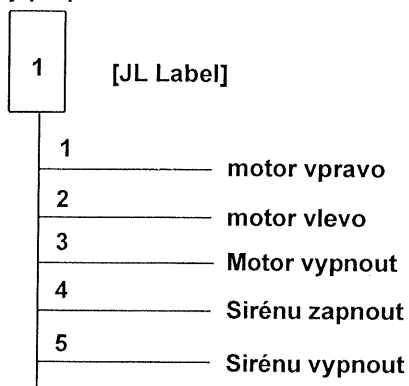 1
[JL Label]
1
motor vpravo
2
motor vlevo
3
Motor vypnout
4
Sirénu zapnout
5
Sirénu vypnout